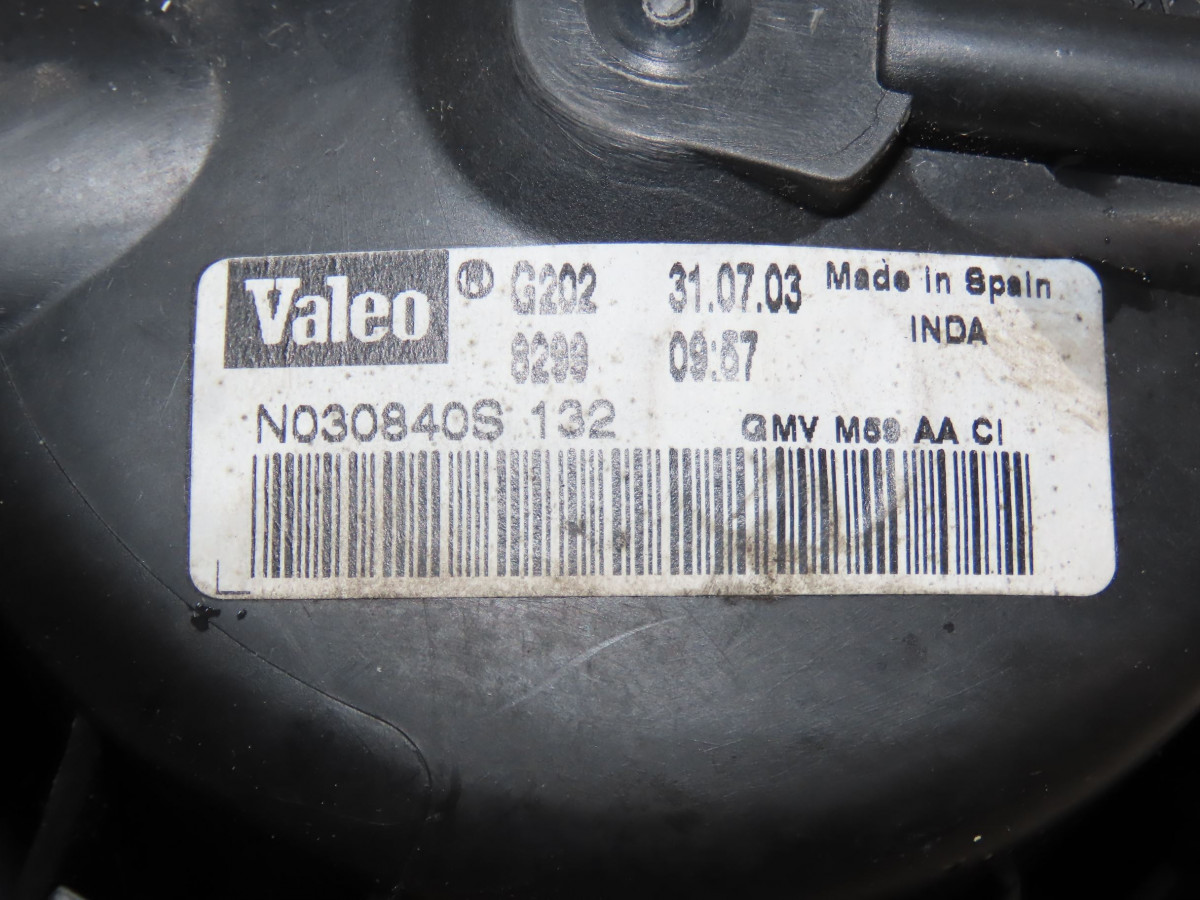 Valeo ® G202 31.07.03 Made in Spain
8299 09:57 INDA
N030840S 132 GMV M59 AA CI